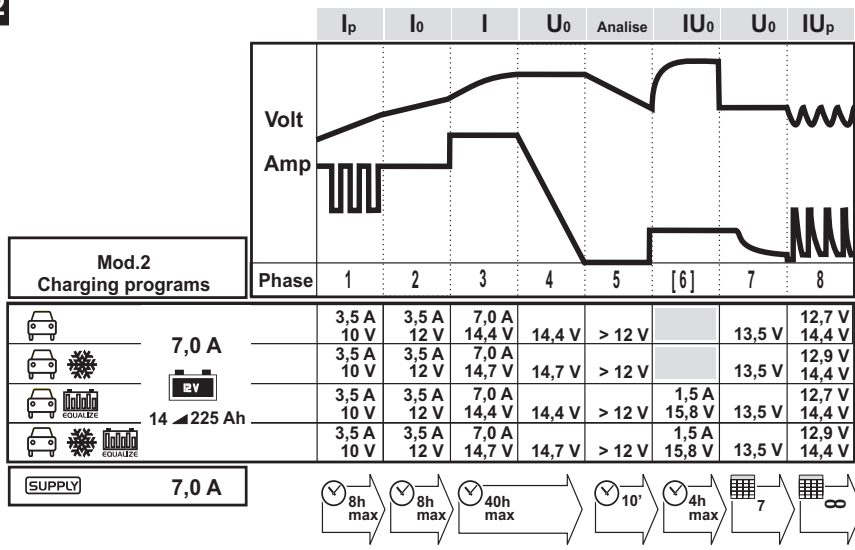 Ip I0 I U0 Analise IU0 U0 IUp
Volt
Amp
Mod.2
Charging programs
Phase 1 2 3 4 5 [6] 7 8
7,0 A
12V
14 225 Ah
3,5 A 3,5 A 7,0 A 12,7 V
10 V 12 V 14,4 V 14,4 V > 12 V 13,5 V 14,4 V
3,5 A 3,5 A 7,0 A 12,9 V
10 V 12 V 14,7 V 14,7 V > 12 V 13,5 V 14,4 V
EQUALIZE
3,5 A 3,5 A 7,0 A 1,5 A 12,7 V
10 V 12 V 14,4 V 14,4 V > 12 V 15,8 V 13,5 V 14,4 V
EQUALIZE
3,5 A 3,5 A 7,0 A 1,5 A 12,9 V
10 V 12 V 14,7 V 14,7 V > 12 V 15,8 V 13,5 V 14,4 V
SUPPLY 7,0 A
8h max 8h max 40h max 10' 4h max 7 ∞